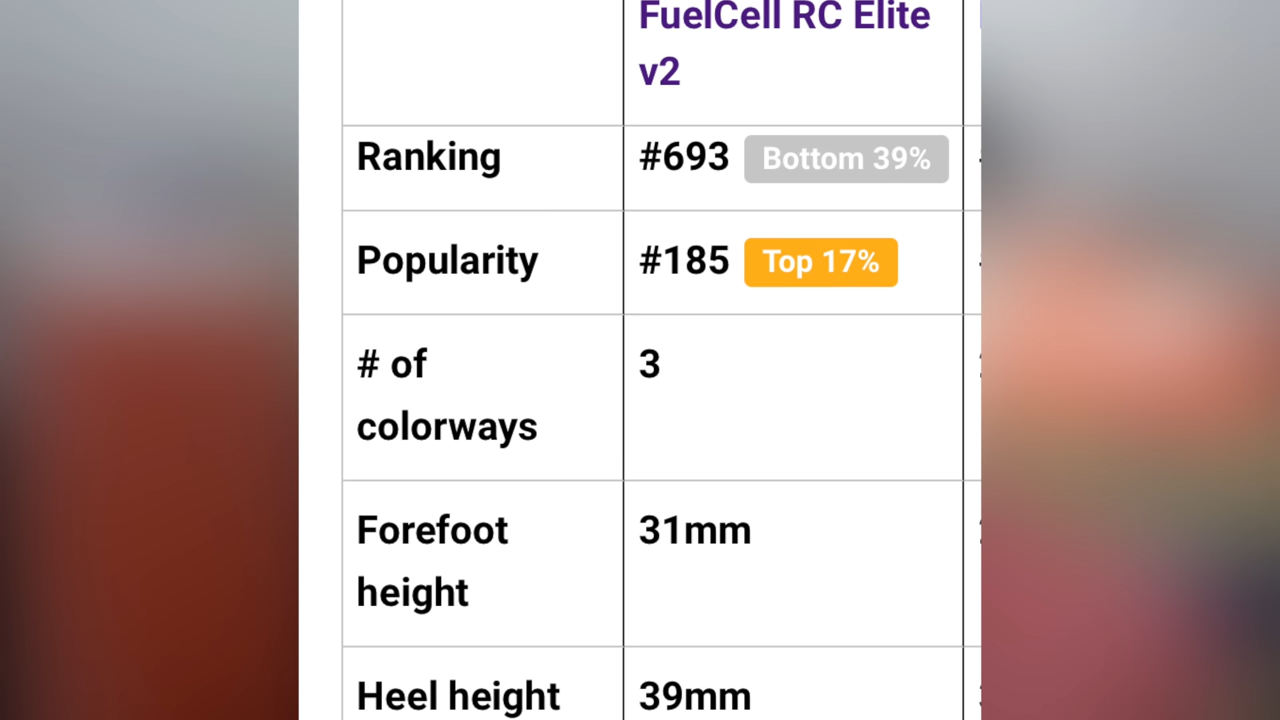 FuelCell RC Elite
v2
Ranking #693 Bottom 39%
Popularity #185 Top 17%
# of
colorways
3
Forefoot
height
31mm
Heel height 39mm